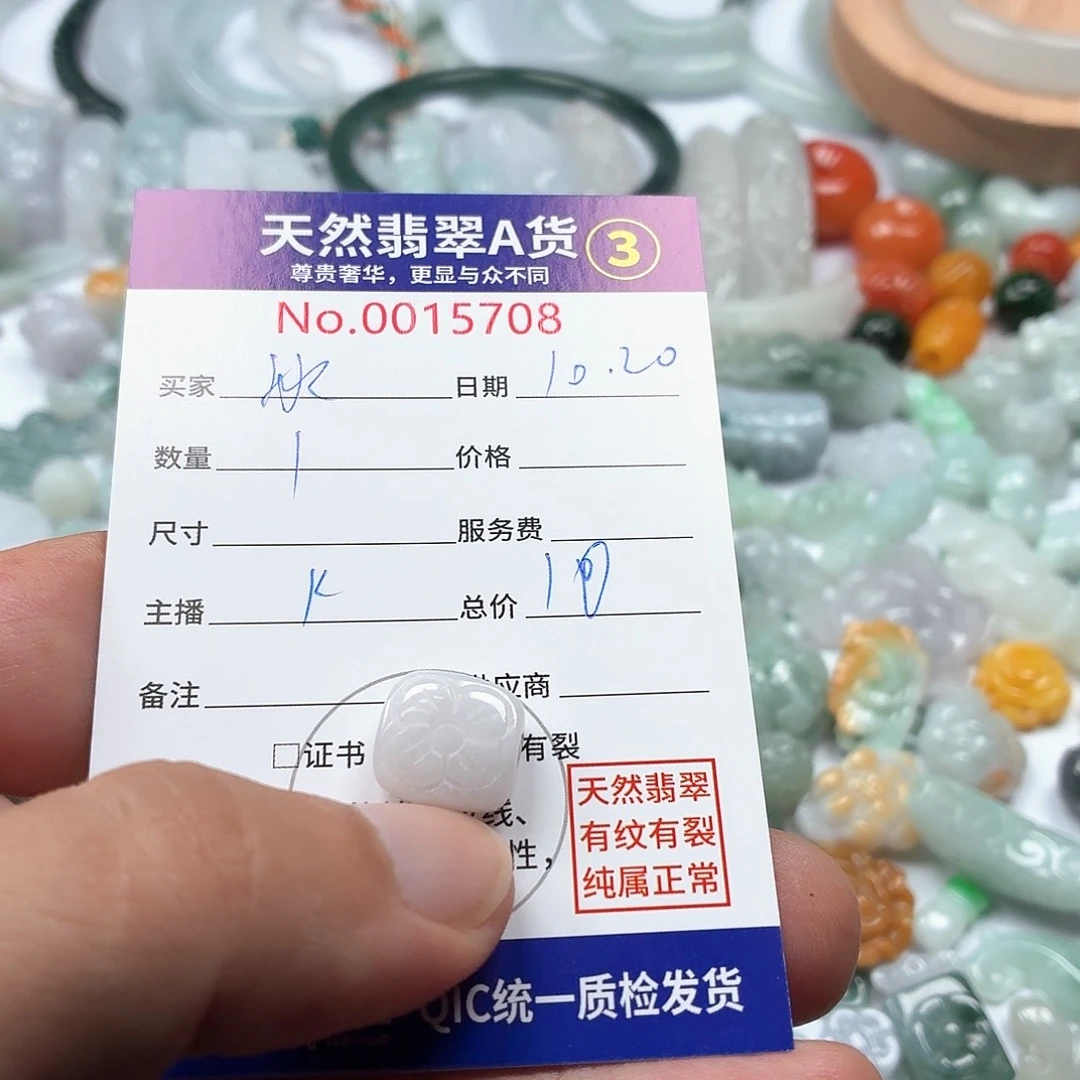 天然翡翠A货 3
尊贵奢华，更显与众不同
No.0015708
买家 冰 日期 10.20
数量 1 价格
尺寸 服务费
主播 K 总价
备注 应商
□证书 有裂
线、
性，
天然翡翠
有纹有裂
纯属正常
QIC统一质检发货